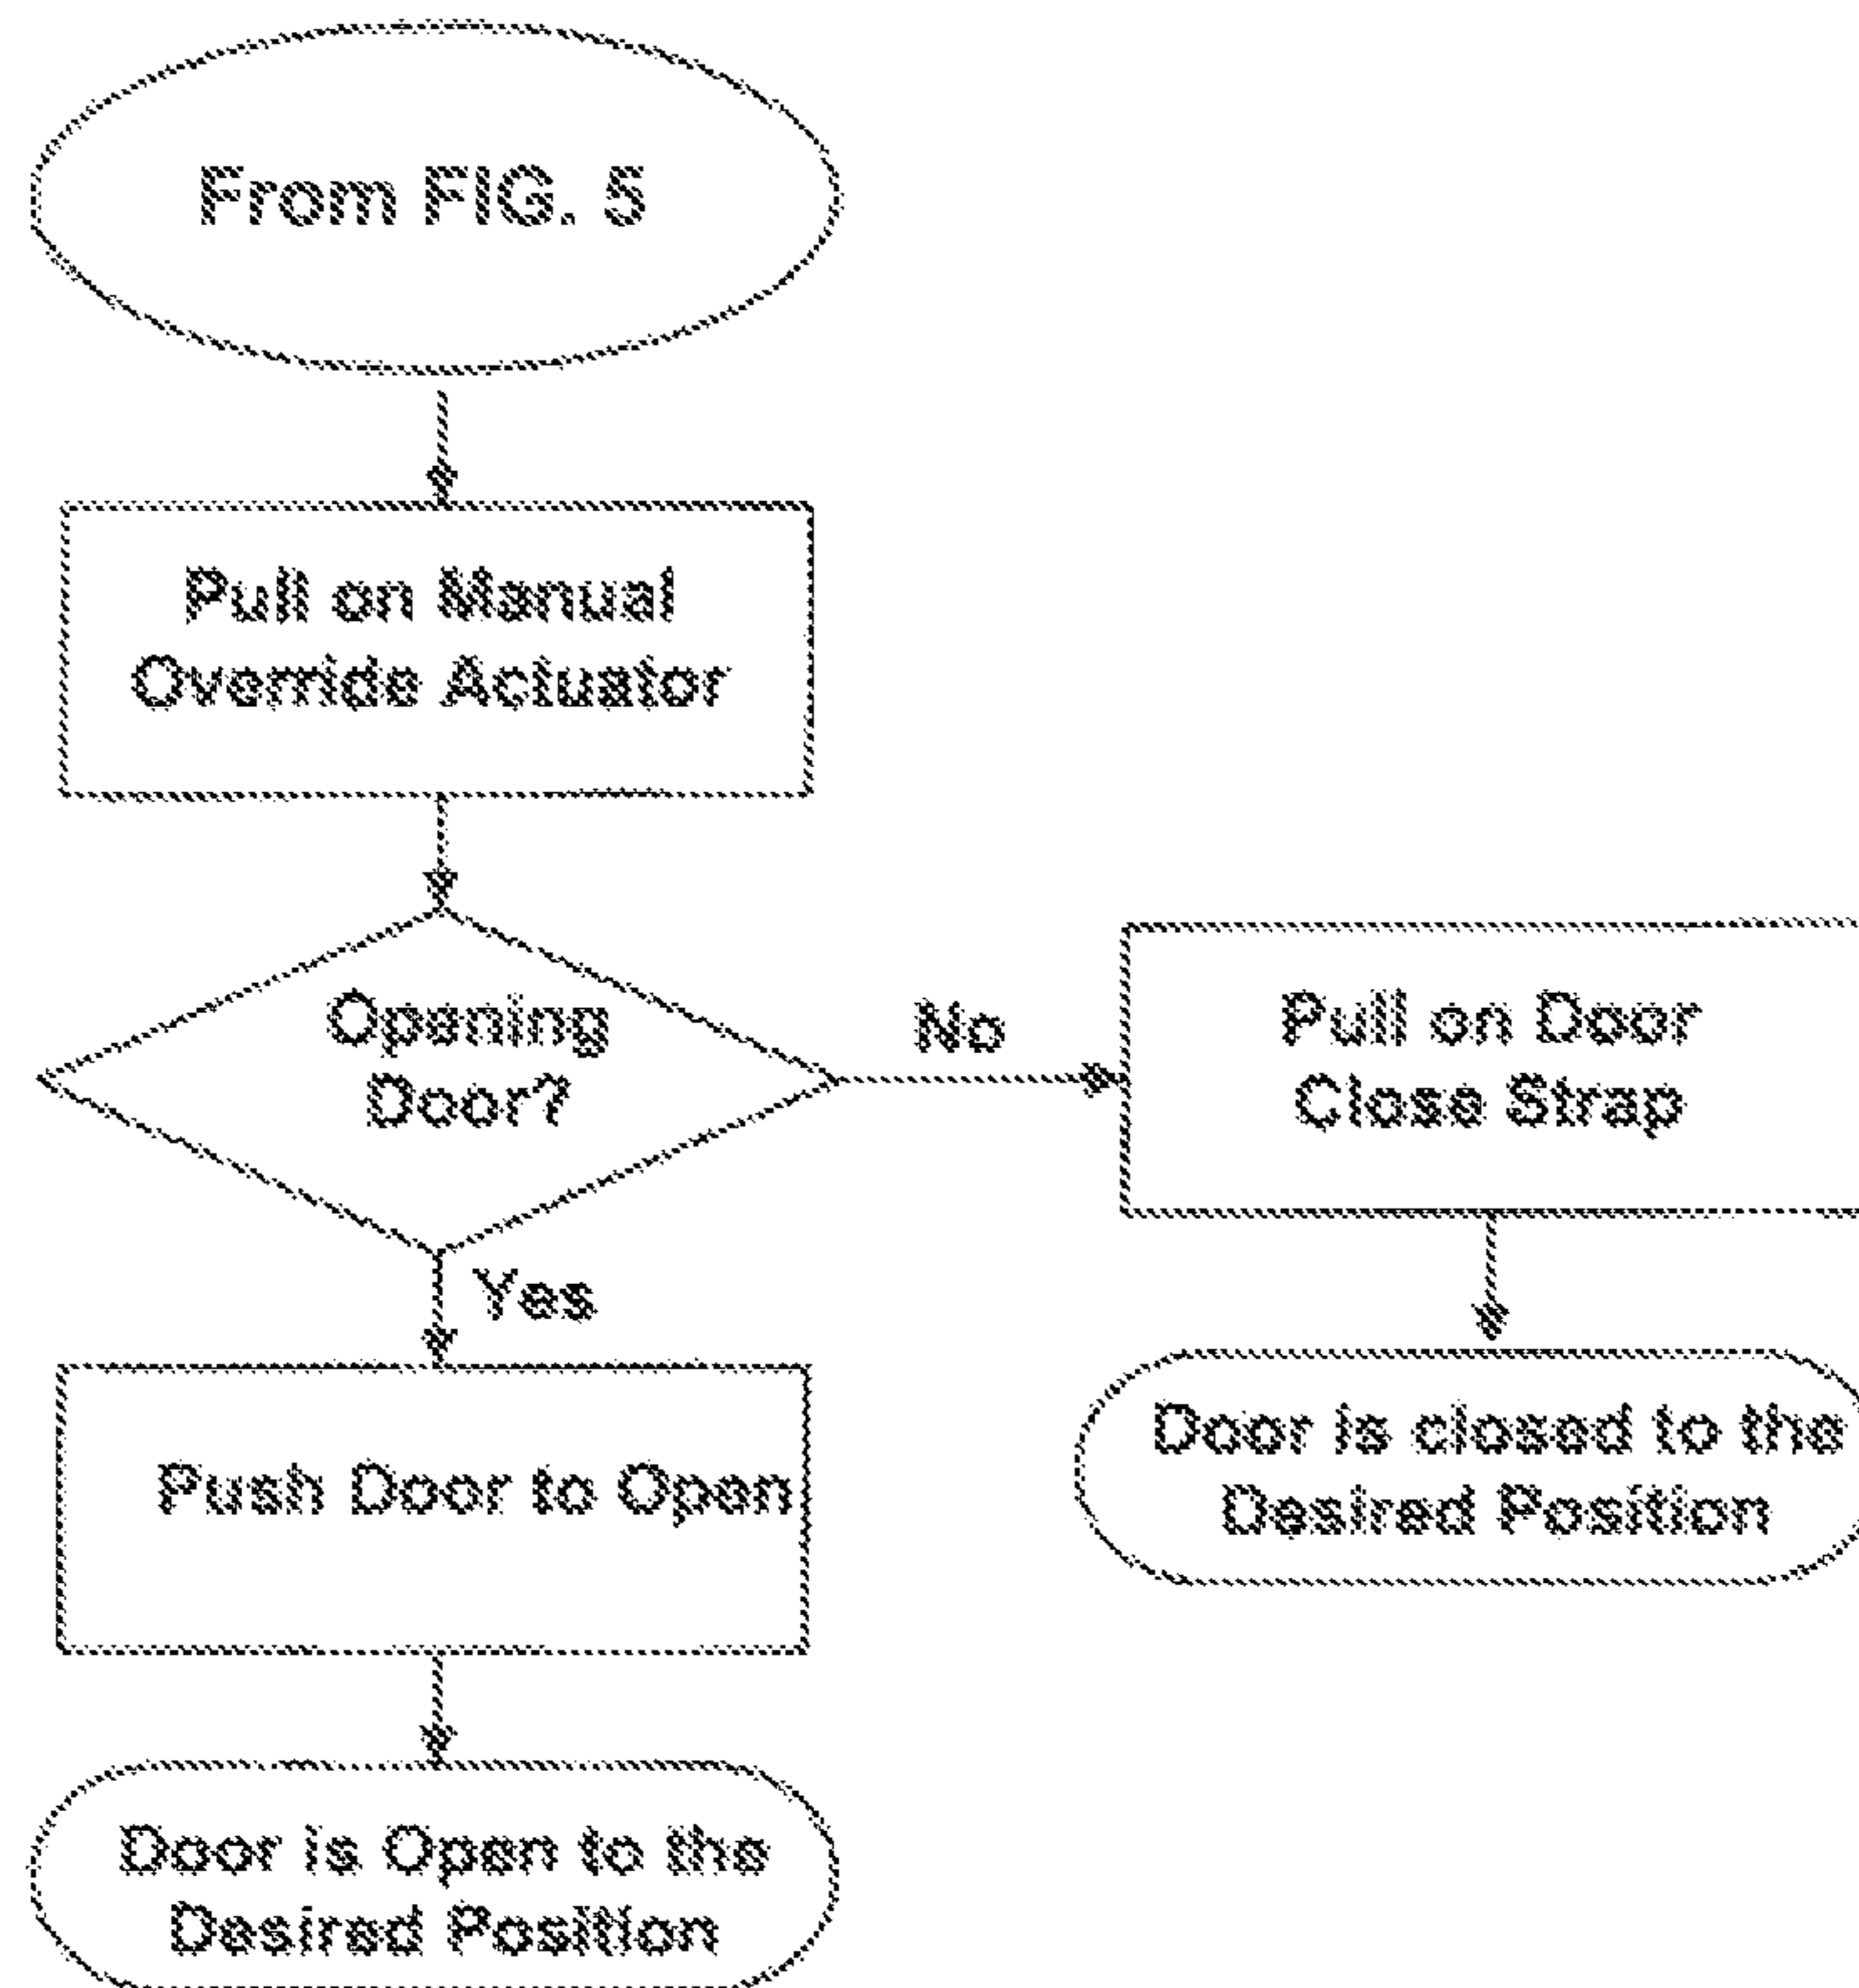 From FIG. 5
Pull on Manual
Override Actuator
Opening
Door?
No
Pull on Door
Close Strap
Yes
Push Door to Open
Door is closed to the
Desired Position
Door is Open to the
Desired Position